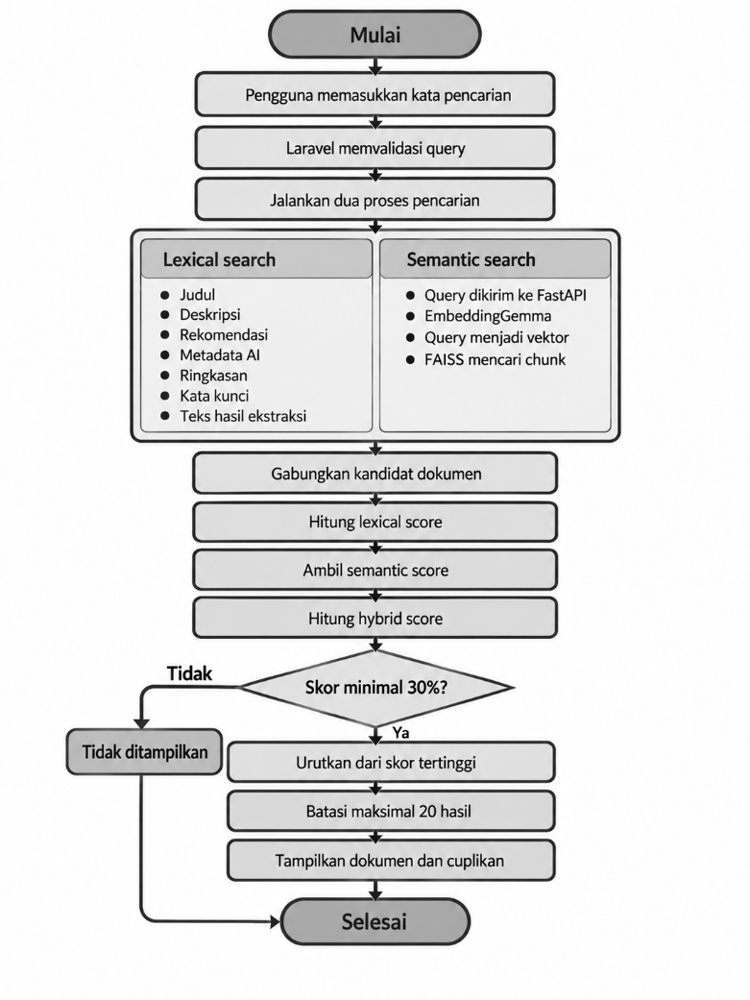 Mulai
Pengguna memasukkan kata pencarian
Laravel memvalidasi query
Jalankan dua proses pencarian
Lexical search
● Judul
● Deskripsi
● Rekomendasi
● Metadata AI
● Ringkasan
● Kata kunci
● Teks hasil ekstraksi
Semantic search
● Query dikirim ke FastAPI
● EmbeddingGemma
● Query menjadi vektor
● FAISS mencari chunk
Gabungkan kandidat dokumen
Hitung lexical score
Ambil semantic score
Hitung hybrid score
Skor minimal 30%?
Tidak
Tidak ditampilkan
Ya
Urutkan dari skor tertinggi
Batasi maksimal 20 hasil
Tampilkan dokumen dan cuplikan
Selesai